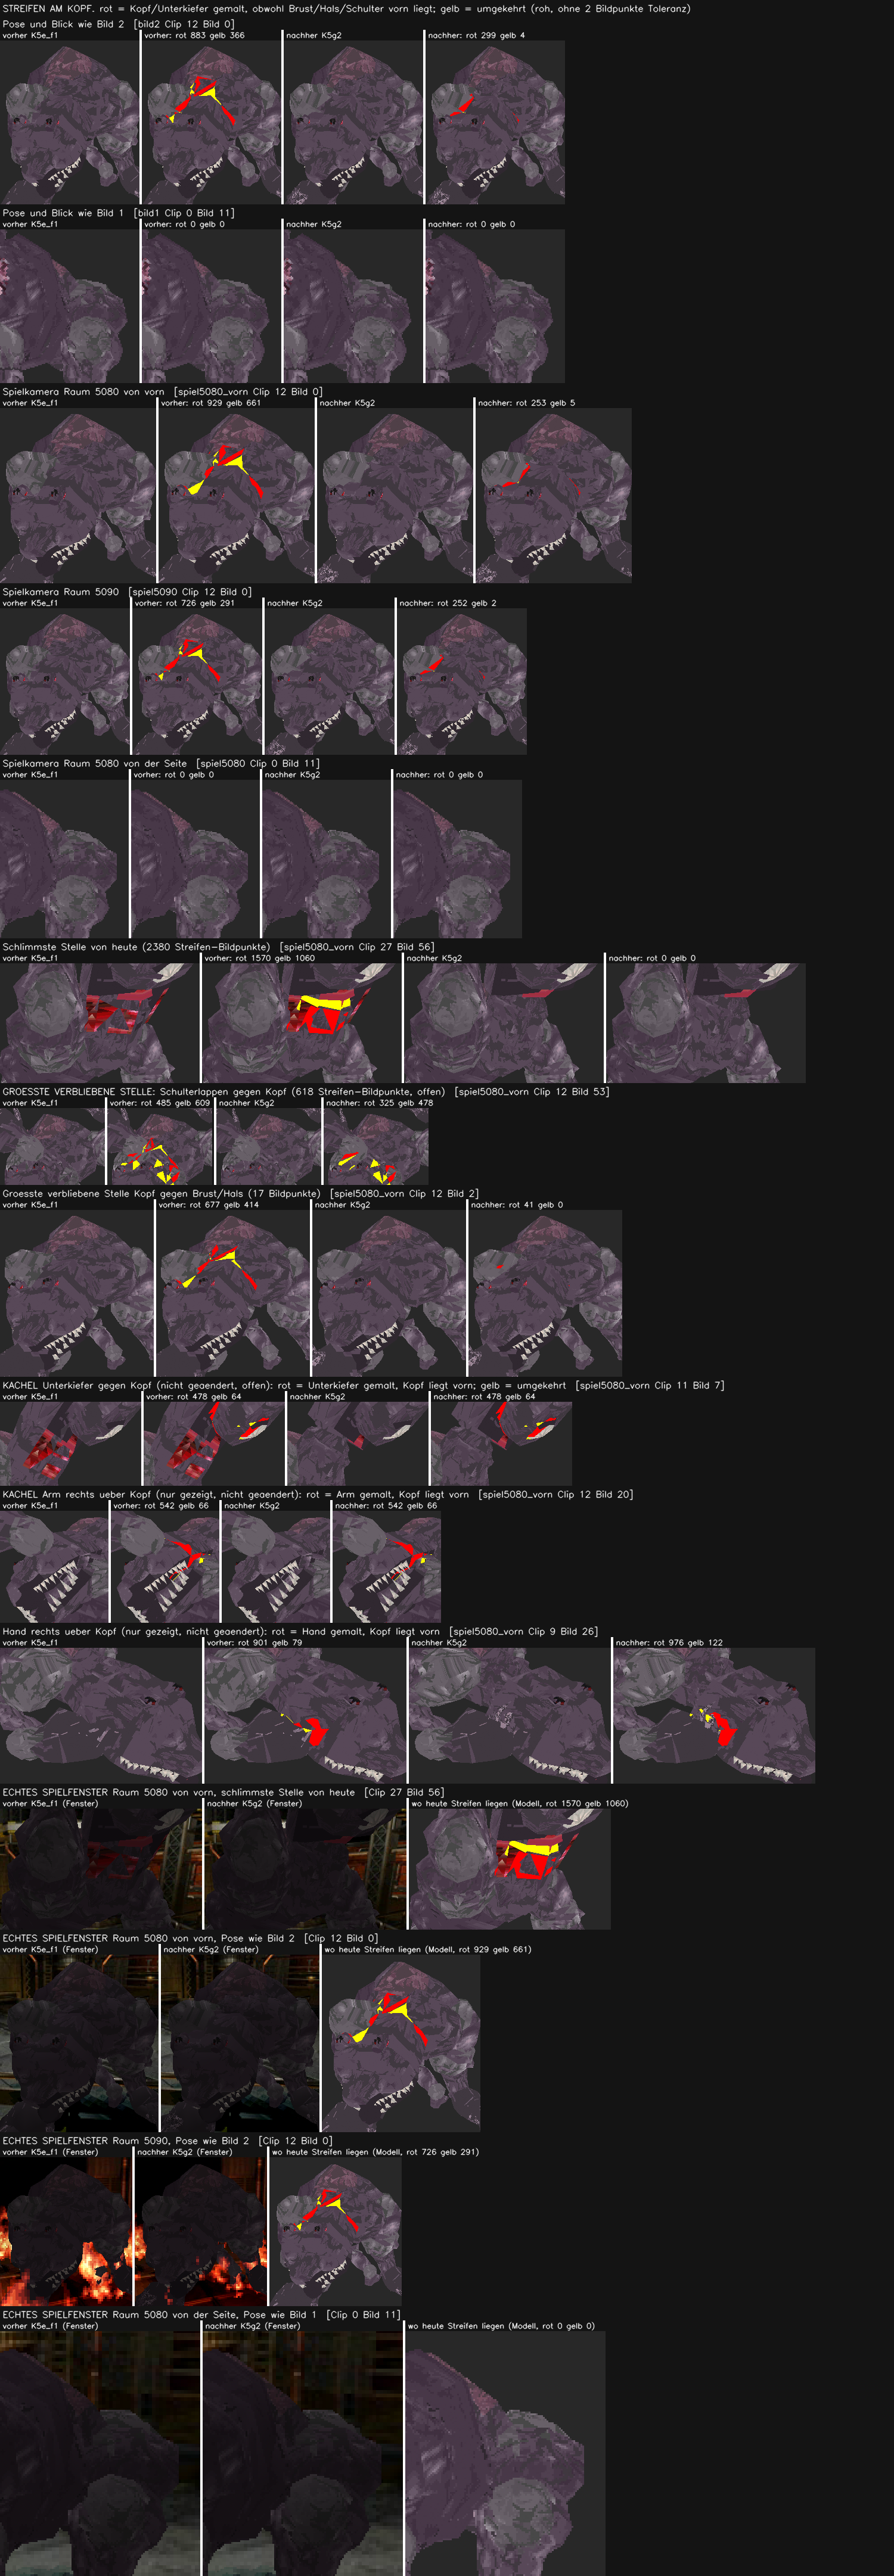 STREIFEN AM KOPF. rot = Kopf/Unterkiefer gemalt, obwohl Brust/Hals/Schulter vorn liegt; gelb = umgekehrt (roh, ohne 2 Bildpunkte Toleranz)
Pose und Blick wie Bild 2 [bild2 Clip 12 Bild 0]
vorher K5e_f1 vorher: rot 883 gelb 366 nachher K5g2 nachher: rot 299 gelb 4
Pose und Blick wie Bild 1 [bild1 Clip 0 Bild 11]
vorher K5e_f1 vorher: rot 0 gelb 0 nachher K5g2 nachher: rot 0 gelb 0
Spielkamera Raum 5080 von vorn [spiel5080_vorn Clip 12 Bild 0]
vorher K5e_f1 vorher: rot 929 gelb 661 nachher K5g2 nachher: rot 253 gelb 5
Spielkamera Raum 5090 [spiel5090 Clip 12 Bild 0]
vorher K5e_f1 vorher: rot 726 gelb 291 nachher K5g2 nachher: rot 252 gelb 2
Spielkamera Raum 5080 von der Seite [spiel5080 Clip 0 Bild 11]
vorher K5e_f1 vorher: rot 0 gelb 0 nachher K5g2 nachher: rot 0 gelb 0
Schlimmste Stelle von heute (2380 Streifen-Bildpunkte) [spiel5080_vorn Clip 27 Bild 56]
vorher K5e_f1 vorher: rot 1570 gelb 1060 nachher K5g2 nachher: rot 0 gelb 0
GROESSTE VERBLIEBENE STELLE: Schulterlappen gegen Kopf (618 Streifen-Bildpunkte, offen) [spiel5080_vorn Clip 12 Bild 53]
vorher K5e_f1 vorher: rot 485 gelb 609 nachher K5g2 nachher: rot 325 gelb 478
Groesste verbliebene Stelle Kopf gegen Brust/Hals (17 Bildpunkte) [spiel5080_vorn Clip 12 Bild 2]
vorher K5e_f1 vorher: rot 677 gelb 414 nachher K5g2 nachher: rot 41 gelb 0
KACHEL Unterkiefer gegen Kopf (nicht geaendert, offen): rot = Unterkiefer gemalt, Kopf liegt vorn; gelb = umgekehrt [spiel5080_vorn Clip 11 Bild 7]
vorher K5e_f1 vorher: rot 478 gelb 64 nachher K5g2 nachher: rot 478 gelb 64
KACHEL Arm rechts ueber Kopf (nur gezeigt, nicht geaendert): rot = Arm gemalt, Kopf liegt vorn [spiel5080_vorn Clip 12 Bild 20]
vorher K5e_f1 vorher: rot 542 gelb 66 nachher K5g2 nachher: rot 542 gelb 66
Hand rechts ueber Kopf (nur gezeigt, nicht geaendert): rot = Hand gemalt, Kopf liegt vorn [spiel5080_vorn Clip 9 Bild 26]
vorher K5e_f1 vorher: rot 901 gelb 79 nachher K5g2 nachher: rot 976 gelb 122
ECHTES SPIELFENSTER Raum 5080 von vorn, schlimmste Stelle von heute [Clip 27 Bild 56]
vorher K5e_f1 (Fenster) nachher K5g2 (Fenster) wo heute Streifen liegen (Modell, rot 1570 gelb 1060)
ECHTES SPIELFENSTER Raum 5080 von vorn, Pose wie Bild 2 [Clip 12 Bild 0]
vorher K5e_f1 (Fenster) nachher K5g2 (Fenster) wo heute Streifen liegen (Modell, rot 929 gelb 661)
ECHTES SPIELFENSTER Raum 5090, Pose wie Bild 2 [Clip 12 Bild 0]
vorher K5e_f1 (Fenster) nachher K5g2 (Fenster) wo heute Streifen liegen (Modell, rot 726 gelb 291)
ECHTES SPIELFENSTER Raum 5080 von der Seite, Pose wie Bild 1 [Clip 0 Bild 11]
vorher K5e_f1 (Fenster) nachher K5g2 (Fenster) wo heute Streifen liegen (Modell, rot 0 gelb 0)